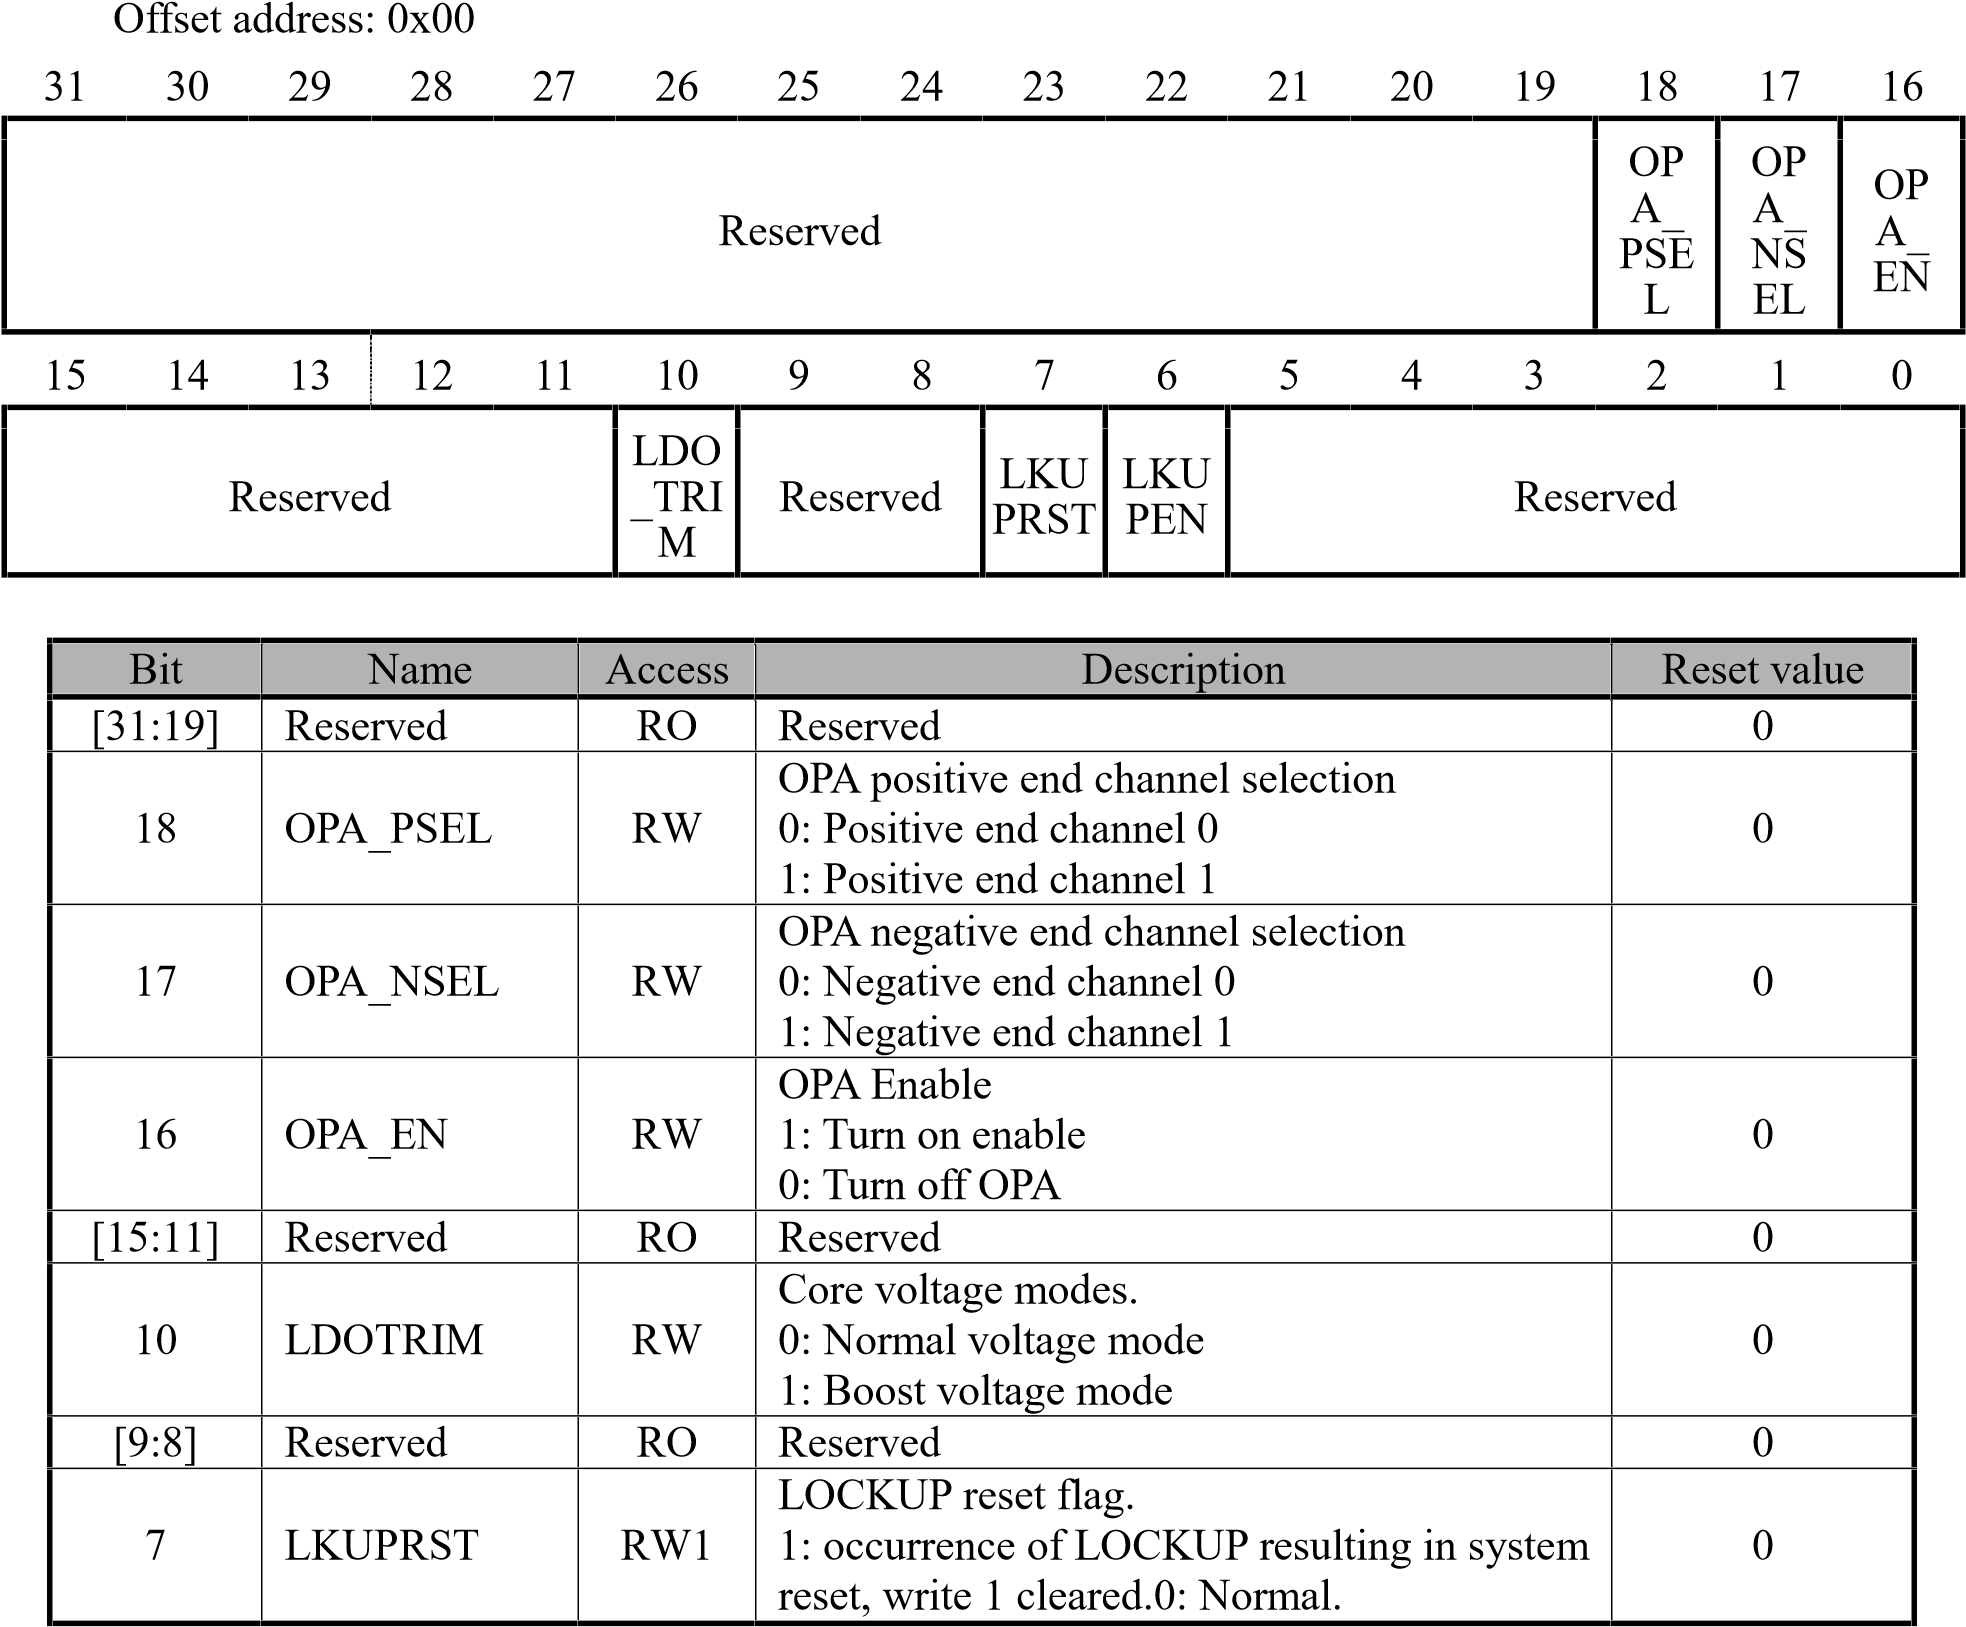 Offset address: 0x00
31 30 29 28 27 26 25 24 23 22 21 20 19 18 17 16
Reserved
OP
A_
PSE
L
OP
A_
NS
EL
OP
A_
EN
15 14 13 12 11 10 9 8 7 6 5 4 3 2 1 0
Reserved
LDO
_TRI
M
Reserved
LKU
PRST
LKU
PEN
Reserved
Bit Name Access Description Reset value
[31:19] Reserved RO Reserved 0
18 OPA_PSEL RW
OPA positive end channel selection
0: Positive end channel 0
1: Positive end channel 1
0
17 OPA_NSEL RW
OPA negative end channel selection
0: Negative end channel 0
1: Negative end channel 1
0
16 OPA_EN RW
OPA Enable
1: Turn on enable
0: Turn off OPA
0
[15:11] Reserved RO Reserved 0
10 LDOTRIM RW
Core voltage modes.
0: Normal voltage mode
1: Boost voltage mode
0
[9:8] Reserved RO Reserved 0
7 LKUPRST RW1
LOCKUP reset flag.
1: occurrence of LOCKUP resulting in system
reset, write 1 cleared.0: Normal.
0